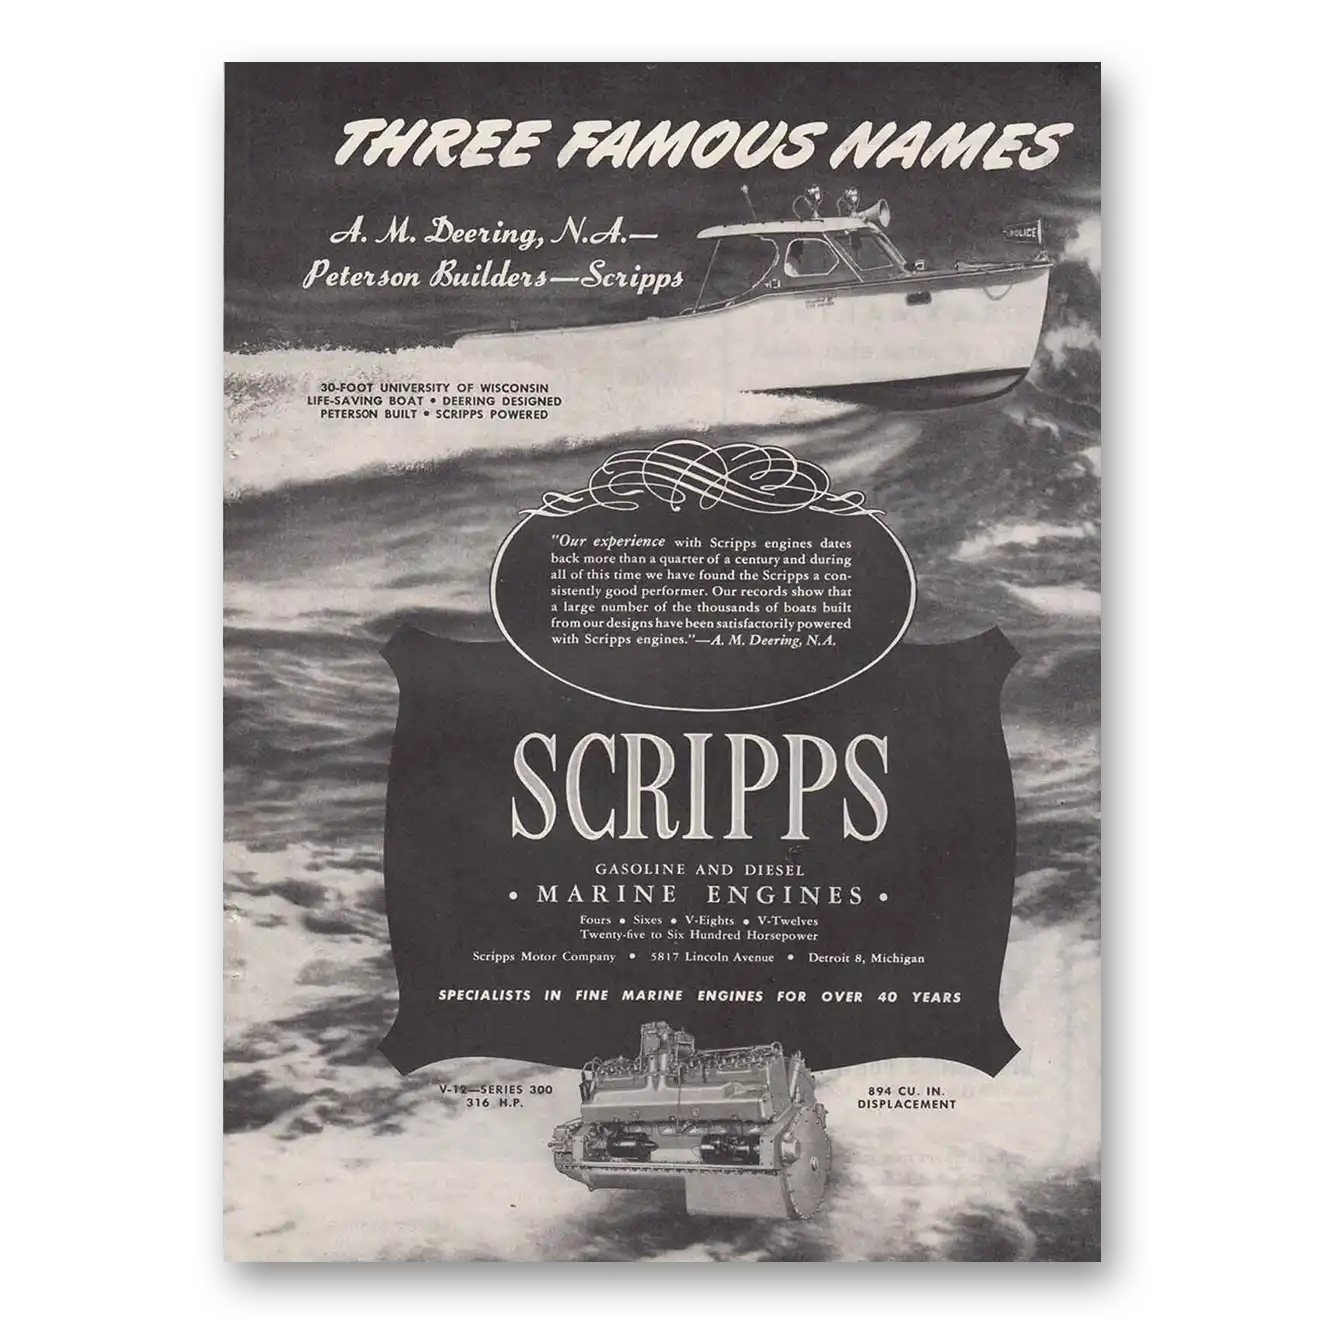 THREE FAMOUS NAMES
A. M. Deering, N.A.—
Peterson Builders—Scripps
POLICE
30-FOOT UNIVERSITY OF WISCONSIN
LIFE-SAVING BOAT • DEERING DESIGNED
PETERSON BUILT • SCRIPPS POWERED
"Our experience with Scripps engines dates
back more than a quarter of a century and during
all of this time we have found the Scripps a con-
sistently good performer. Our records show that
a large number of the thousands of boats built
from our designs have been satisfactorily powered
with Scripps engines."—A. M. Deering, N.A.
SCRIPPS
GASOLINE AND DIESEL
• MARINE ENGINES •
Fours • Sixes • V-Eights • V-Twelves
Twenty-five to Six Hundred Horsepower
Scripps Motor Company • 5817 Lincoln Avenue • Detroit 8, Michigan
SPECIALISTS IN FINE MARINE ENGINES FOR OVER 40 YEARS
V-12—SERIES 300
316 H.P.
894 CU. IN.
DISPLACEMENT